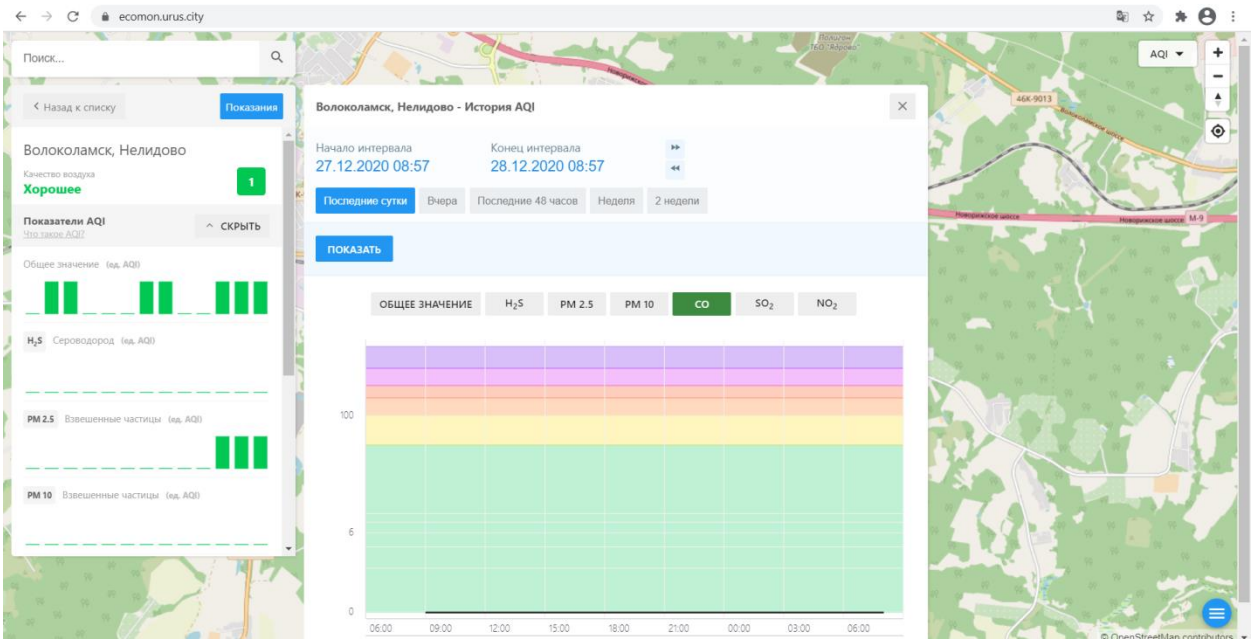 ecomon.urus.city
Поиск...
AQI
Полигон
ТБО "Ядрово"
46К-9013
Волоколамское шоссе
Новорижское шоссе
Новорижское шоссе
М-9
Назад к списку
Показания
Волоколамск, Нелидово
Качество воздуха
Хорошее
1
Показатели AQI
Что такое AQI?
СКРЫТЬ
Общее значение (ед. AQI)
H₂S Сероводород (ед. AQI)
PM 2.5 Взвешенные частицы (ед. AQI)
PM 10 Взвешенные частицы (ед. AQI)
Волоколамск, Нелидово - История AQI
Начало интервала
27.12.2020 08:57
Конец интервала
28.12.2020 08:57
Последние сутки
Вчера
Последние 48 часов
Неделя
2 недели
ПОКАЗАТЬ
ОБЩЕЕ ЗНАЧЕНИЕ
H₂S
PM 2.5
PM 10
CO
SO₂
NO₂
100
6
0
06:00 09:00 12:00 15:00 18:00 21:00 00:00 03:00 06:00
© OpenStreetMap contributors